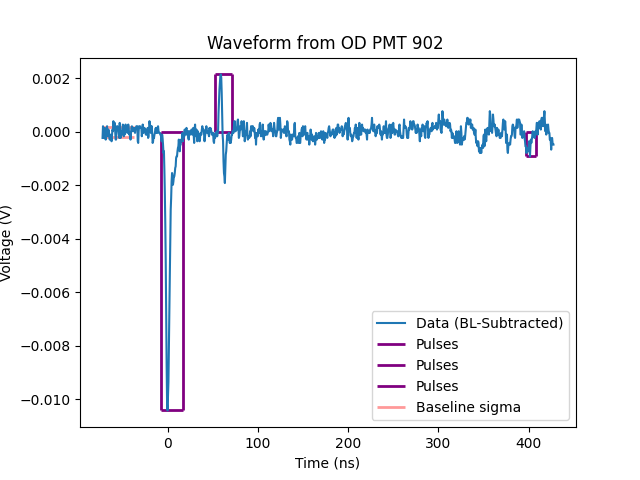 Waveform from OD PMT 902
Voltage (V)
0.002
0.000
−0.002
−0.004
−0.006
−0.008
−0.010
Data (BL-Subtracted)
Pulses
Pulses
Pulses
Baseline sigma
0 100 200 300 400
Time (ns)